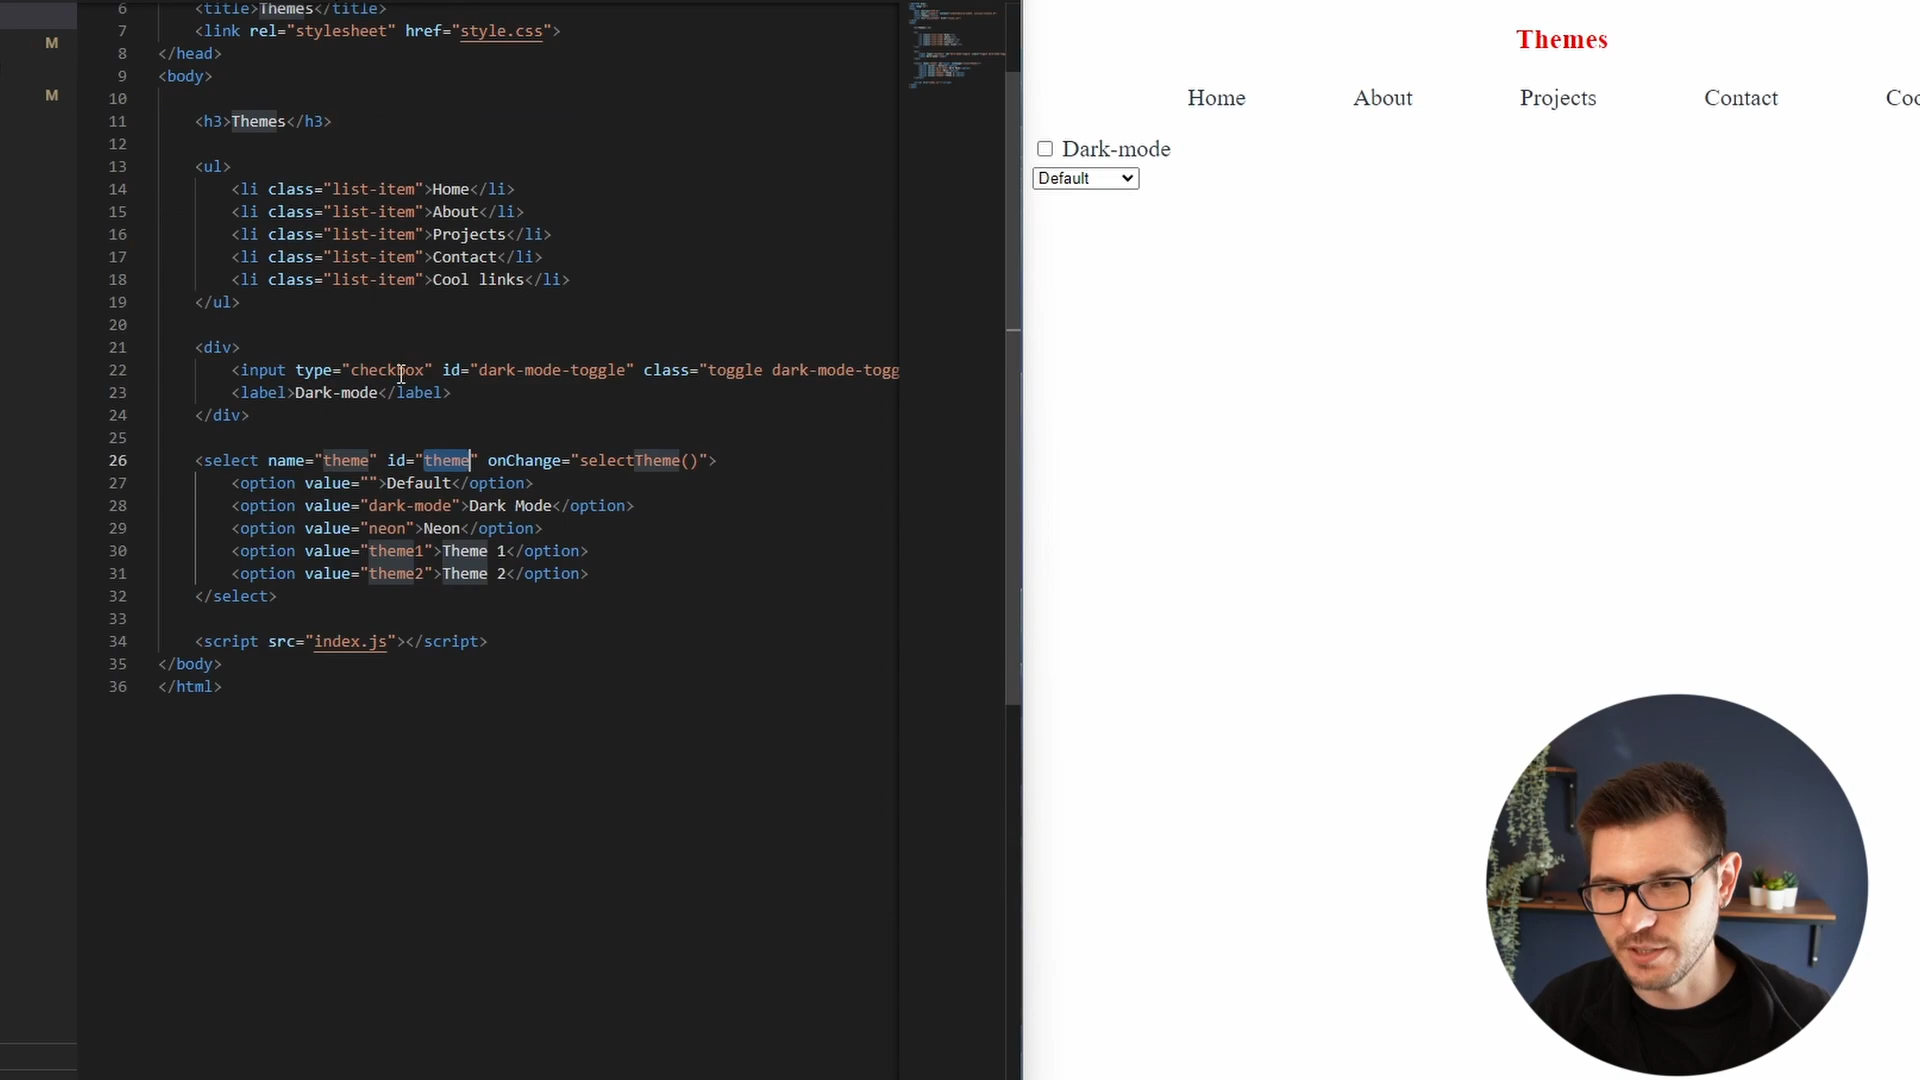 M
M
6 <title>Themes</title>
7 <link rel="stylesheet" href="style.css">
8 </head>
9 <body>
10
11 <h3>Themes</h3>
12
13 <ul>
14 <li class="list-item">Home</li>
15 <li class="list-item">About</li>
16 <li class="list-item">Projects</li>
17 <li class="list-item">Contact</li>
18 <li class="list-item">Cool links</li>
19 </ul>
20
21 <div>
22 <input type="checkbox" id="dark-mode-toggle" class="toggle dark-mode-togg
23 <label>Dark-mode</label>
24 </div>
25
26 <select name="theme" id="theme" onChange="selectTheme()">
27 <option value="">Default</option>
28 <option value="dark-mode">Dark Mode</option>
29 <option value="neon">Neon</option>
30 <option value="theme1">Theme 1</option>
31 <option value="theme2">Theme 2</option>
32 </select>
33
34 <script src="index.js"></script>
35 </body>
36 </html>
Themes
Home About Projects Contact Coo
Dark-mode
Default